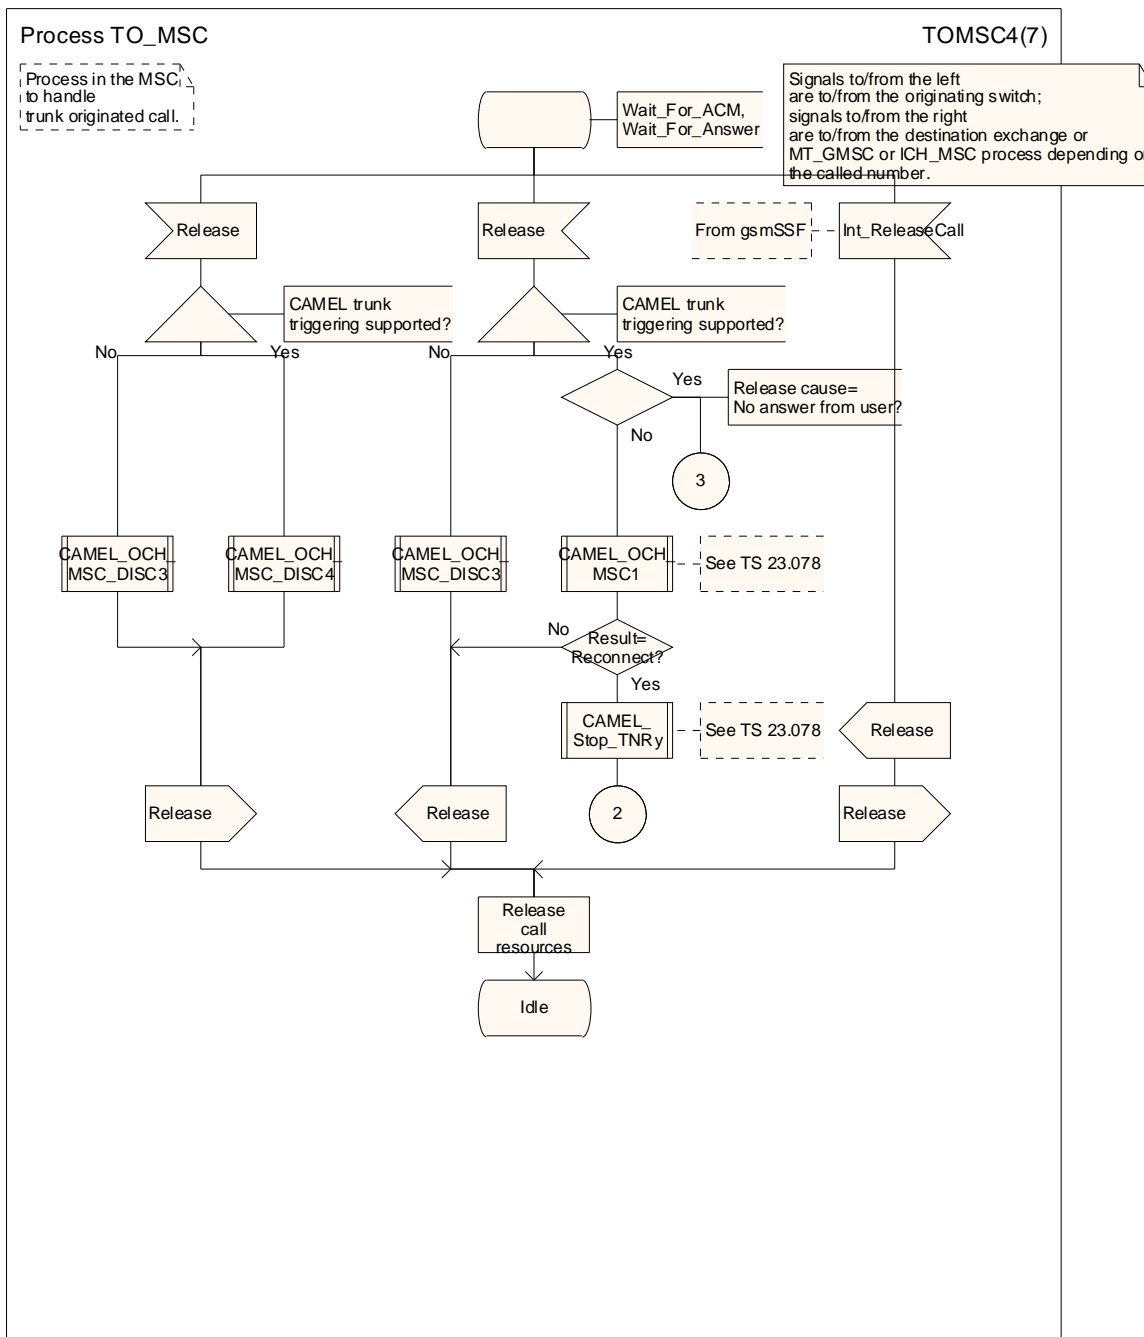 Process TO_MSC
TOMSC4(7)
Process in the MSC
to handle
trunk originated call.
Wait_For_ACM,
Wait_For_Answer
Signals to/from the left
are to/from the originating switch;
signals to/from the right
are to/from the destination exchange or
MT_GMSC or ICH_MSC process depending or
the called number.
Release
Release
From gsmSSF
Int_ReleaseCall
CAMEL trunk
triggering supported?
CAMEL trunk
triggering supported?
No
Yes
No
Yes
Yes
Release cause=
No answer from user?
No
3
CAMEL_OCH_
MSC_DISC3
CAMEL_OCH_
MSC_DISC4
CAMEL_OCH_
MSC_DISC3
CAMEL_OCH_
MSC1
See TS 23.078
No
Result=
Reconnect?
Yes
CAMEL_
Stop_TNRy
See TS 23.078
Release
Release
Release
2
Release
Release
call
resources
Idle